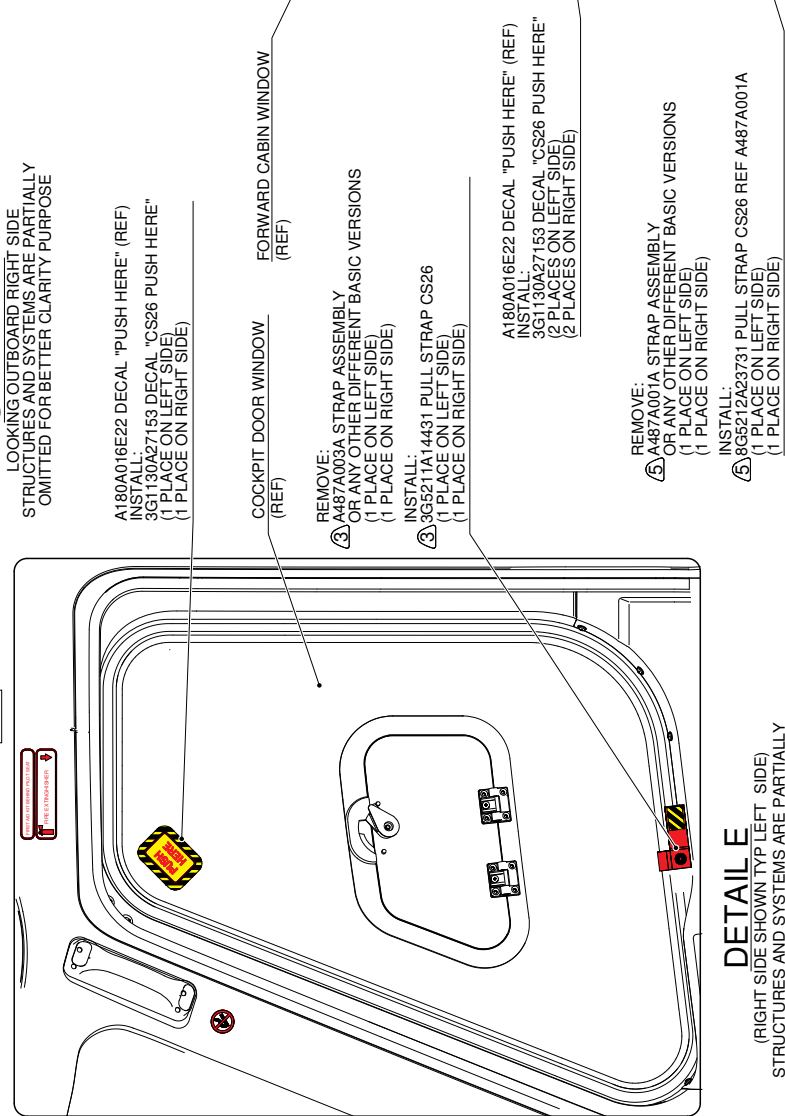 LOOKING OUTBOARD RIGHT SIDE
STRUCTURES AND SYSTEMS ARE PARTIALLY
OMITTED FOR BETTER CLARITY PURPOSE
A180A016E22 DECAL "PUSH HERE" (REF)
INSTALL:
3G1130A27153 DECAL "CS26 PUSH HERE"
(1 PLACE ON LEFT SIDE)
(1 PLACE ON RIGHT SIDE)
COCKPIT DOOR WINDOW
(REF)
FORWARD CABIN WINDOW
(REF)
REMOVE:
3 A487A003A STRAP ASSEMBLY
OR ANY OTHER DIFFERENT BASIC VERSIONS
(1 PLACE ON LEFT SIDE)
(1 PLACE ON RIGHT SIDE)
INSTALL:
3 3G5211A14431 PULL STRAP CS26
(1 PLACE ON LEFT SIDE)
(1 PLACE ON RIGHT SIDE)
A180A016E22 DECAL "PUSH HERE" (REF)
INSTALL:
3G1130A27153 DECAL "CS26 PUSH HERE"
(2 PLACES ON LEFT SIDE)
(2 PLACES ON RIGHT SIDE)
REMOVE:
5 A487A001A STRAP ASSEMBLY
OR ANY OTHER DIFFERENT BASIC VERSIONS
(1 PLACE ON LEFT SIDE)
(1 PLACE ON RIGHT SIDE)
INSTALL:
5 8G5212A23731 PULL STRAP CS26 REF A487A001A
(1 PLACE ON LEFT SIDE)
(1 PLACE ON RIGHT SIDE)
FIRST AID KIT BEHIND PILOT SEAT
FIRE EXTINGUISHER
PUSH
HERE
DETAIL E
(RIGHT SIDE SHOWN TYP LEFT SIDE)
STRUCTURES AND SYSTEMS ARE PARTIALLY